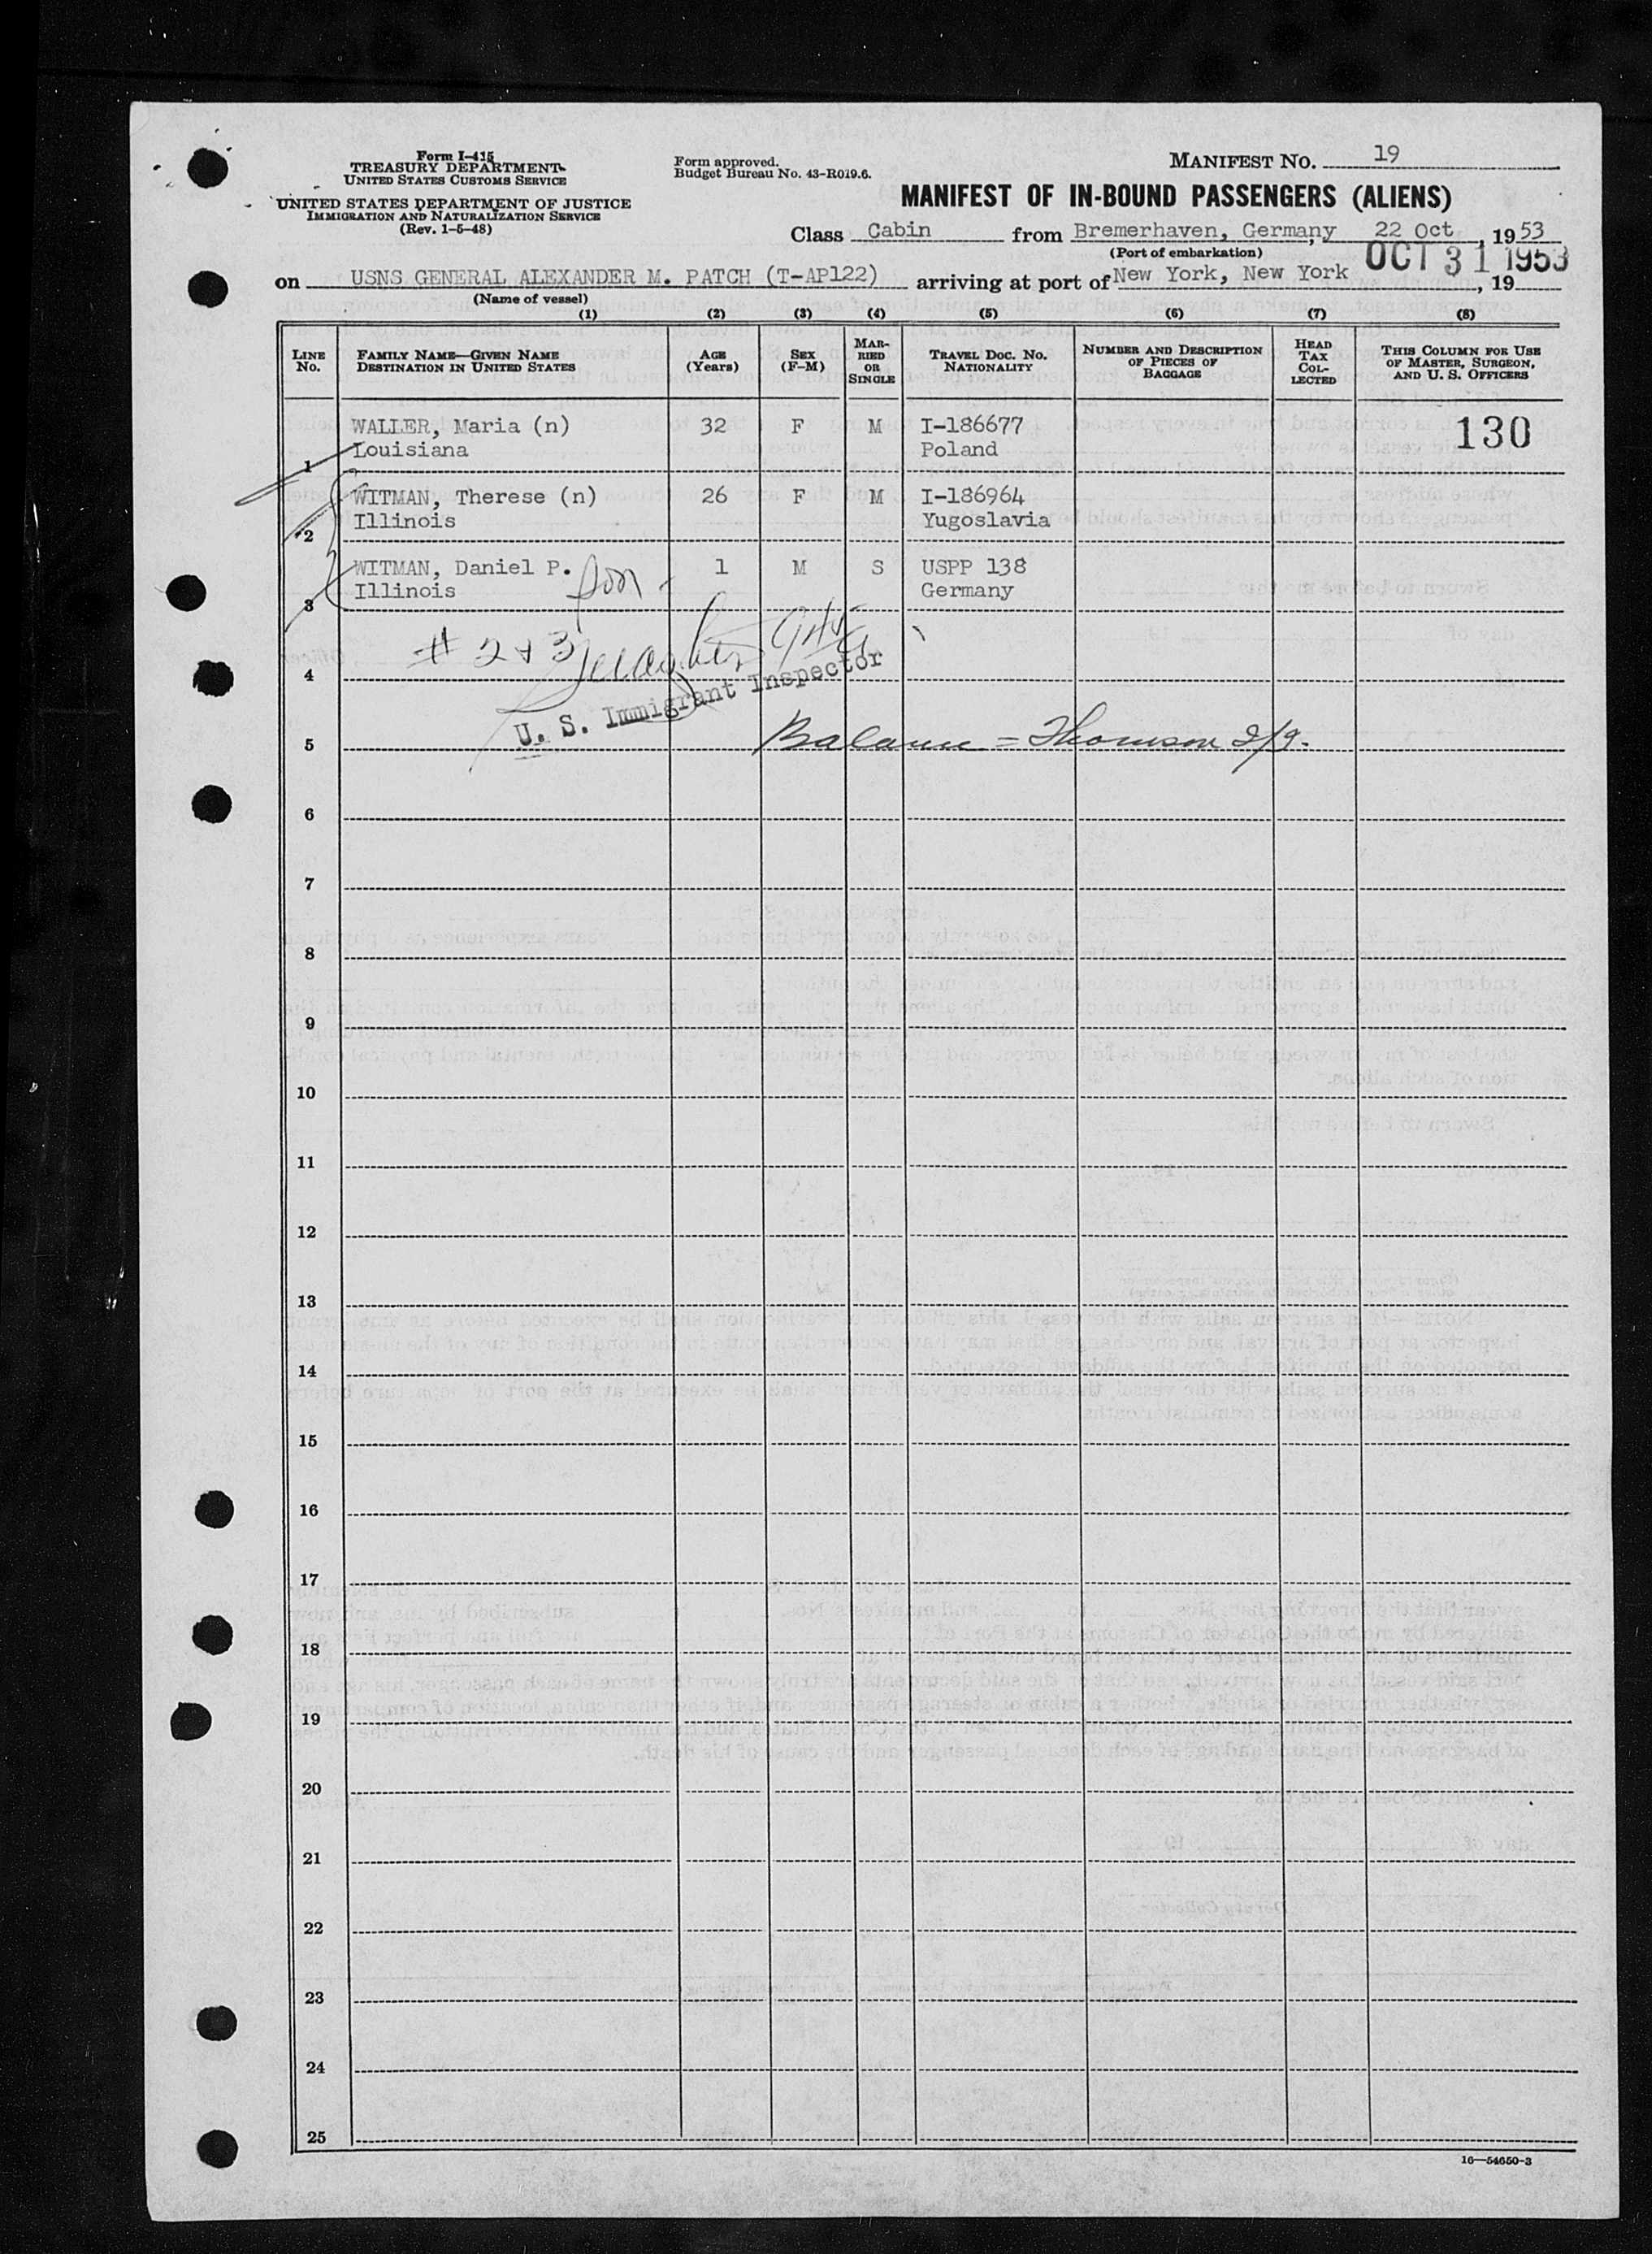 Form I-415
TREASURY DEPARTMENT
UNITED STATES CUSTOMS SERVICE
UNITED STATES DEPARTMENT OF JUSTICE
IMMIGRATION AND NATURALIZATION SERVICE
(Rev. 1-5-48)
Form approved.
Budget Bureau No. 43-R019.6.
MANIFEST NO. 19
MANIFEST OF IN-BOUND PASSENGERS (ALIENS)
Class Cabin from Bremerhaven, Germany 22 Oct, 1953
(Port of embarkation)
OCT 31 1953
on USNS GENERAL ALEXANDER M. PATCH (T-AP122) arriving at port of New York, New York, 19
(Name of vessel)
(1) (2) (3) (4) (5) (6) (7) (8)
LINE No. FAMILY NAME—GIVEN NAME DESTINATION IN UNITED STATES AGE (Years) SEX (F-M) MARRIED OR SINGLE TRAVEL DOC. NO. NATIONALITY NUMBER AND DESCRIPTION OF PIECES OF BAGGAGE HEAD TAX COLLECTED THIS COLUMN FOR USE OF MASTER, SURGEON, AND U. S. OFFICERS
WALLER, Maria (n) 32 F M I-186677 130
1 Louisiana Poland
WITMAN, Therese (n) 26 F M I-186964
2 Illinois Yugoslavia
WITMAN, Daniel P. son 1 M S USPP 138
3 Illinois Germany
# 2 + 3
4
U. S. Immigrant Inspector
5 Balance = Thomson
6
7
8
9
10
11
12
13
14
15
16
17
18
19
20
21
22
23
24
25
16—54650-3